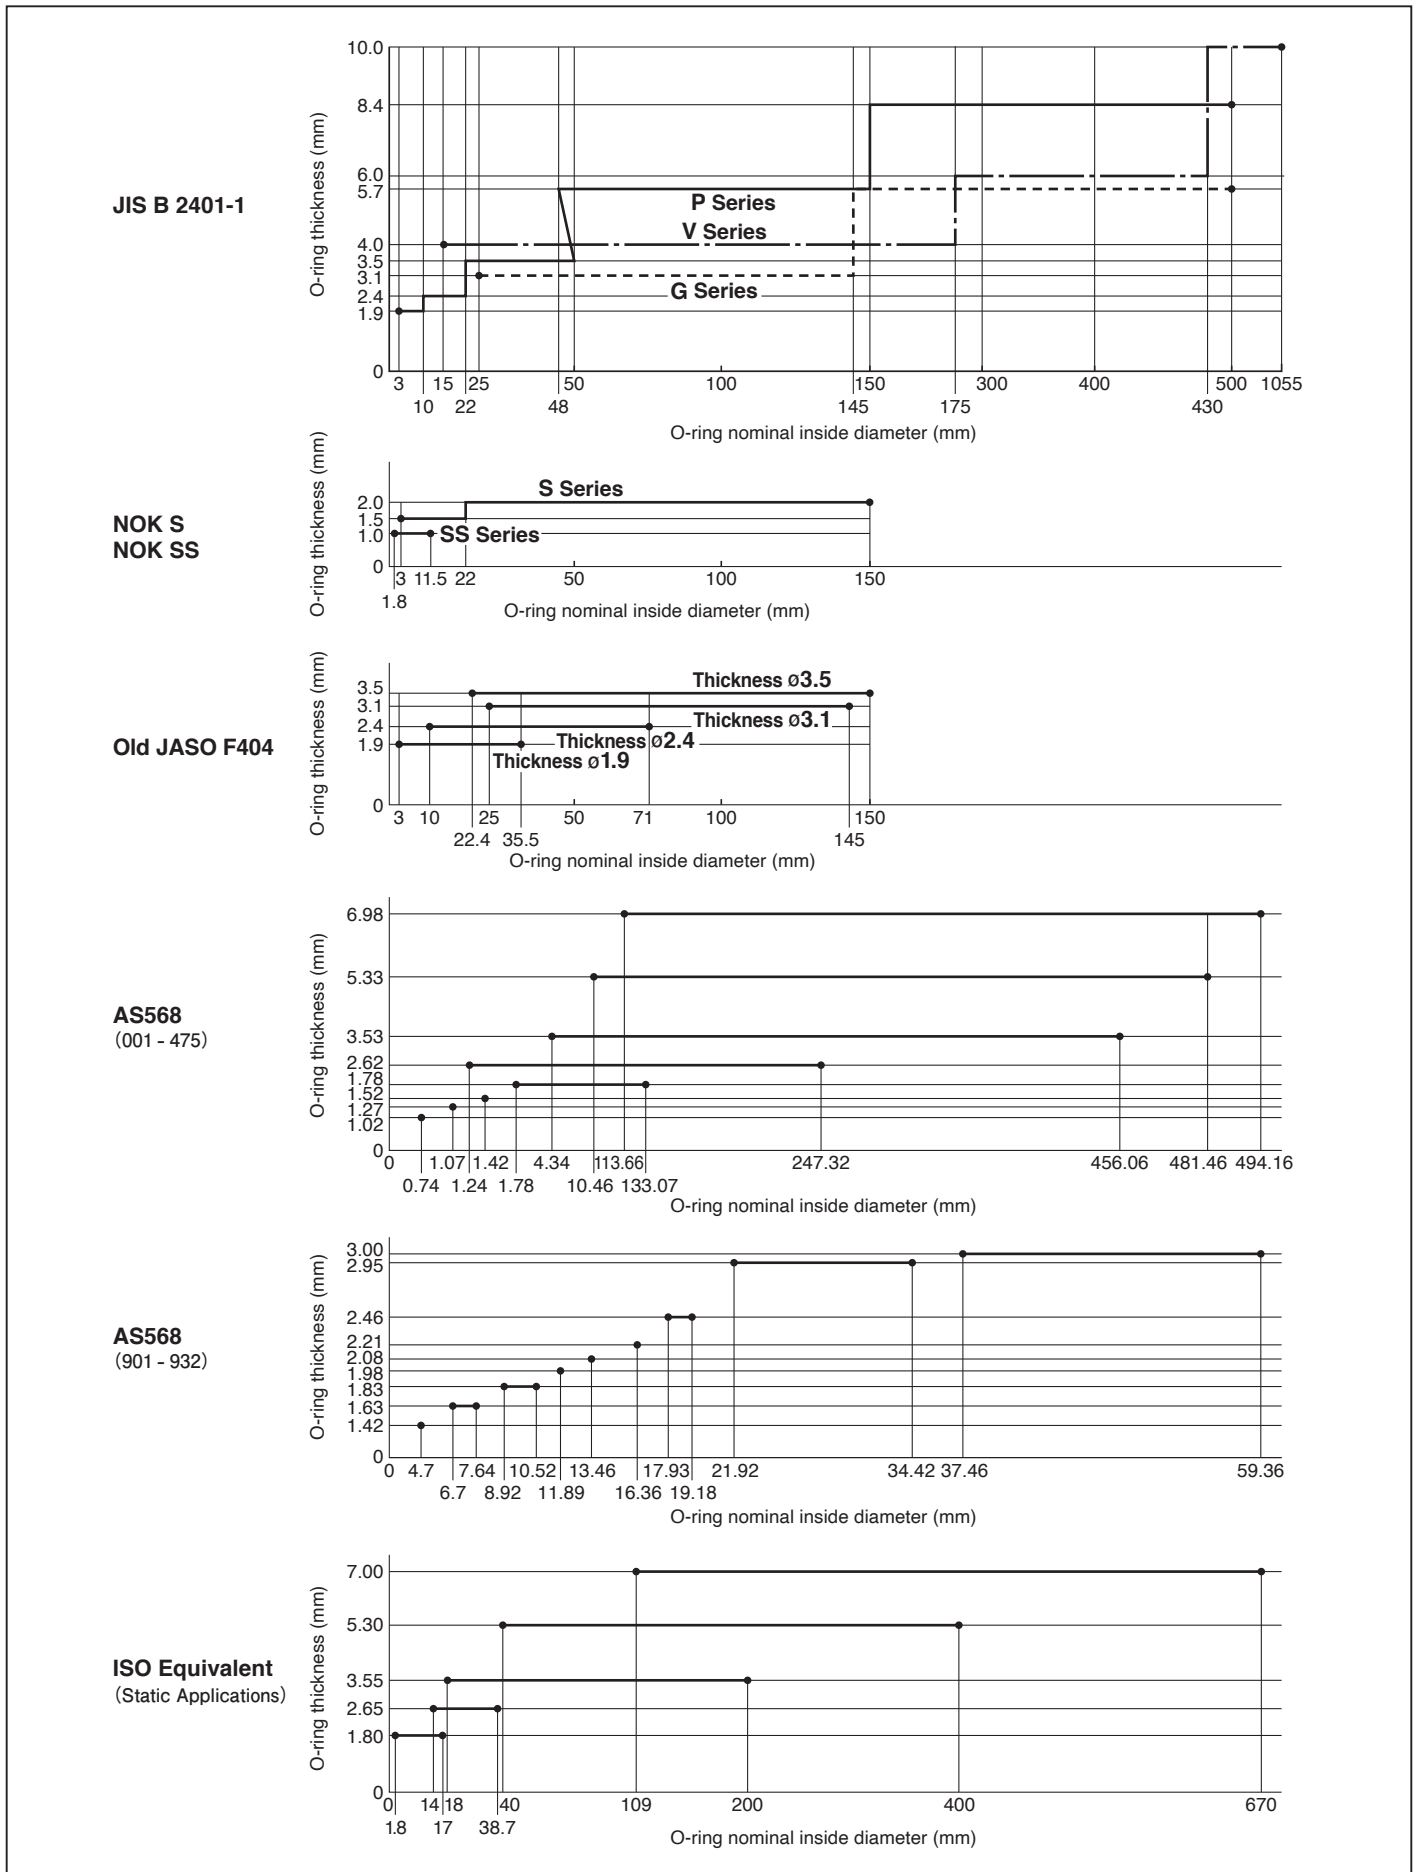 JIS B 2401-1
O-ring thickness (mm)
10.0
8.4
6.0
5.7
4.0
3.5
3.1
2.4
1.9
0
P Series
V Series
G Series
3 15 25 50 100 150 300 400 500 1055
10 22 48 145 175 430
O-ring nominal inside diameter (mm)
NOK S
NOK SS
O-ring thickness (mm)
2.0
1.5
1.0
0
S Series
SS Series
3 11.5 22 50 100 150
1.8
O-ring nominal inside diameter (mm)
Old JASO F404
O-ring thickness (mm)
3.5
3.1
2.4
1.9
0
Thickness ø3.5
Thickness ø3.1
Thickness ø2.4
Thickness ø1.9
3 10 25 50 71 100 150
22.4 35.5 145
O-ring nominal inside diameter (mm)
AS568
(001 - 475)
O-ring thickness (mm)
6.98
5.33
3.53
2.62
1.78
1.52
1.27
1.02
0
0 1.07 1.42 4.34 113.66 247.32 456.06 481.46 494.16
0.74 1.24 1.78 10.46 133.07
O-ring nominal inside diameter (mm)
AS568
(901 - 932)
O-ring thickness (mm)
3.00
2.95
2.46
2.21
2.08
1.98
1.83
1.63
1.42
0
0 4.7 7.64 10.52 13.46 17.93 21.92 34.42 37.46 59.36
6.7 8.92 11.89 16.36 19.18
O-ring nominal inside diameter (mm)
ISO Equivalent
(Static Applications)
O-ring thickness (mm)
7.00
5.30
3.55
2.65
1.80
0
0 14 18 40 109 200 400 670
1.8 17 38.7
O-ring nominal inside diameter (mm)